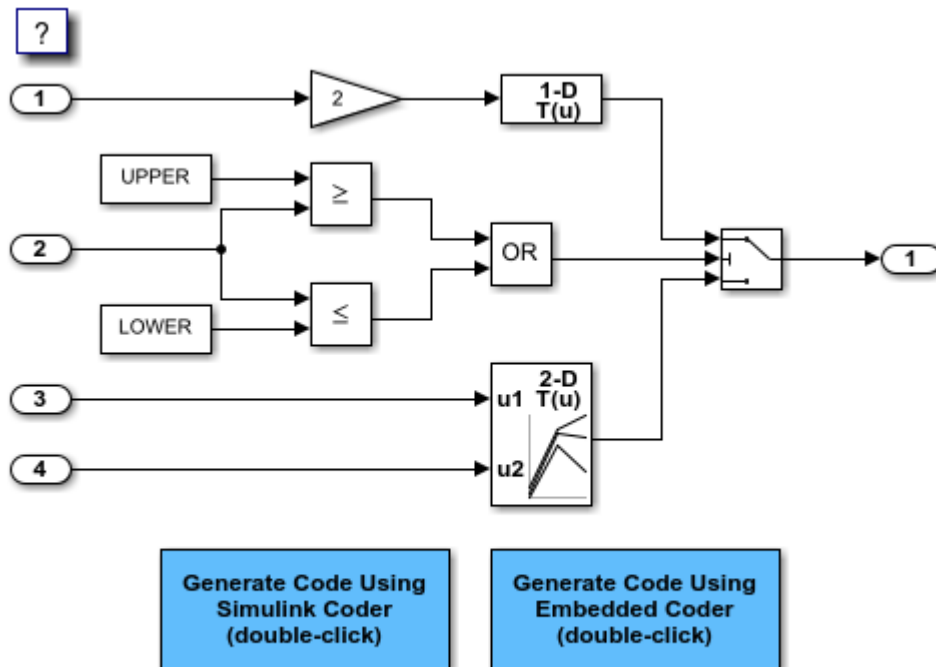 ?
1
2
1-D
T(u)
UPPER
≥
2
OR
1
LOWER
≤
3
u1
2-D
T(u)
4
u2
Generate Code Using
Simulink Coder
(double-click)
Generate Code Using
Embedded Coder
(double-click)